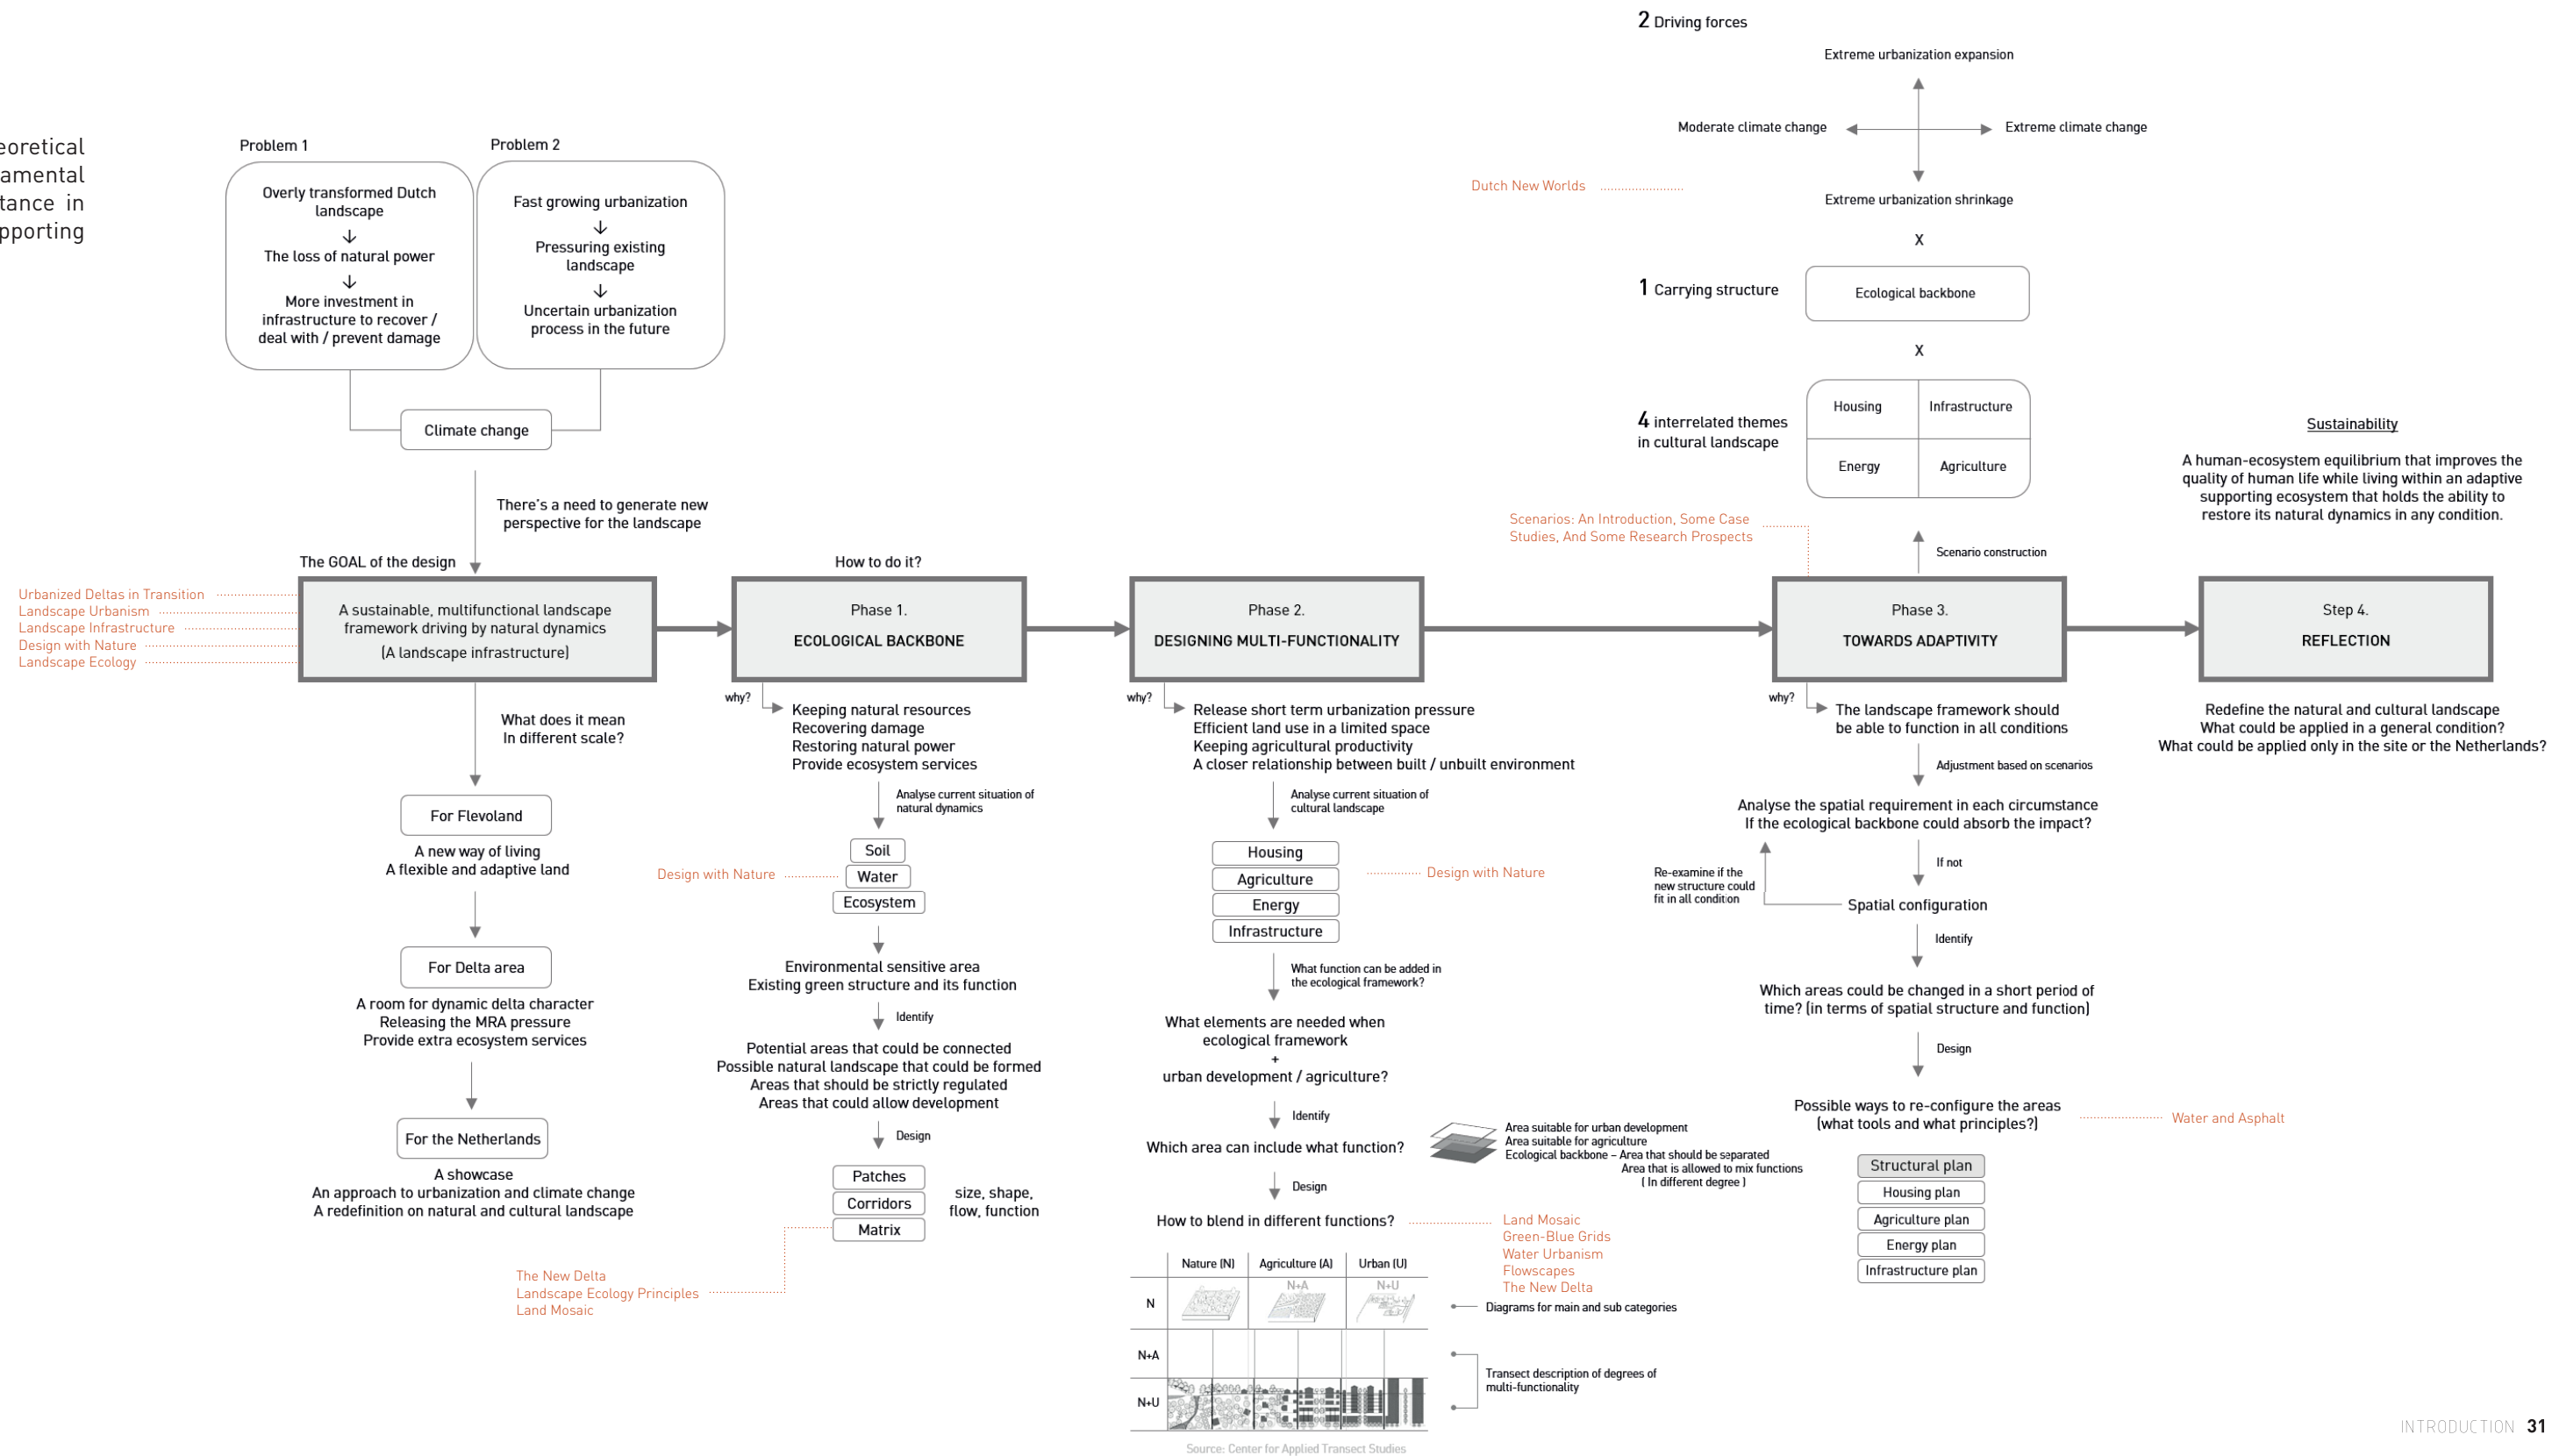 eoretical
amental
tance in
pporting
Problem 1
Overly transformed Dutch
landscape
The loss of natural power
More investment in
infrastructure to recover /
deal with / prevent damage
Problem 2
Fast growing urbanization
Pressuring existing
landscape
Uncertain urbanization
process in the future
Climate change
There's a need to generate new
perspective for the landscape
The GOAL of the design
Urbanized Deltas in Transition
Landscape Urbanism
Landscape Infrastructure
Design with Nature
Landscape Ecology
A sustainable, multifunctional landscape
framework driving by natural dynamics
(A landscape infrastructure)
What does it mean
In different scale?
For Flevoland
A new way of living
A flexible and adaptive land
For Delta area
A room for dynamic delta character
Releasing the MRA pressure
Provide extra ecosystem services
For the Netherlands
A showcase
An approach to urbanization and climate change
A redefinition on natural and cultural landscape
How to do it?
Phase 1.
ECOLOGICAL BACKBONE
why?
Keeping natural resources
Recovering damage
Restoring natural power
Provide ecosystem services
Analyse current situation of
natural dynamics
Soil
Water
Ecosystem
Design with Nature
Environmental sensitive area
Existing green structure and its function
Identify
Potential areas that could be connected
Possible natural landscape that could be formed
Areas that should be strictly regulated
Areas that could allow development
Design
Patches
Corridors
Matrix
size, shape,
flow, function
The New Delta
Landscape Ecology Principles
Land Mosaic
Phase 2.
DESIGNING MULTI-FUNCTIONALITY
why?
Release short term urbanization pressure
Efficient land use in a limited space
Keeping agricultural productivity
A closer relationship between built / unbuilt environment
Analyse current situation of
cultural landscape
Housing
Agriculture
Energy
Infrastructure
Design with Nature
What function can be added in
the ecological framework?
What elements are needed when
ecological framework
+
urban development / agriculture?
Identify
Which area can include what function?
Area suitable for urban development
Area suitable for agriculture
Ecological backbone – Area that should be separated
Area that is allowed to mix functions
( In different degree )
Design
How to blend in different functions?
Land Mosaic
Green-Blue Grids
Water Urbanism
Flowscapes
The New Delta
Nature (N)
Agriculture (A)
Urban (U)
N
N+A
N+U
N+A
N+U
Diagrams for main and sub categories
Transect description of degrees of
multi-functionality
Source: Center for Applied Transect Studies
2 Driving forces
Extreme urbanization expansion
Moderate climate change
Extreme climate change
Extreme urbanization shrinkage
Dutch New Worlds
X
1 Carrying structure
Ecological backbone
X
4 interrelated themes
in cultural landscape
Housing
Infrastructure
Energy
Agriculture
Scenarios: An Introduction, Some Case
Studies, And Some Research Prospects
Scenario construction
Phase 3.
TOWARDS ADAPTIVITY
why?
The landscape framework should
be able to function in all conditions
Adjustment based on scenarios
Analyse the spatial requirement in each circumstance
If the ecological backbone could absorb the impact?
If not
Re-examine if the
new structure could
fit in all condition
Spatial configuration
Identify
Which areas could be changed in a short period of
time? (in terms of spatial structure and function)
Design
Possible ways to re-configure the areas
(what tools and what principles?)
Water and Asphalt
Structural plan
Housing plan
Agriculture plan
Energy plan
Infrastructure plan
Sustainability
A human-ecosystem equilibrium that improves the
quality of human life while living within an adaptive
supporting ecosystem that holds the ability to
restore its natural dynamics in any condition.
Step 4.
REFLECTION
Redefine the natural and cultural landscape
What could be applied in a general condition?
What could be applied only in the site or the Netherlands?
INTRODUCTION 31